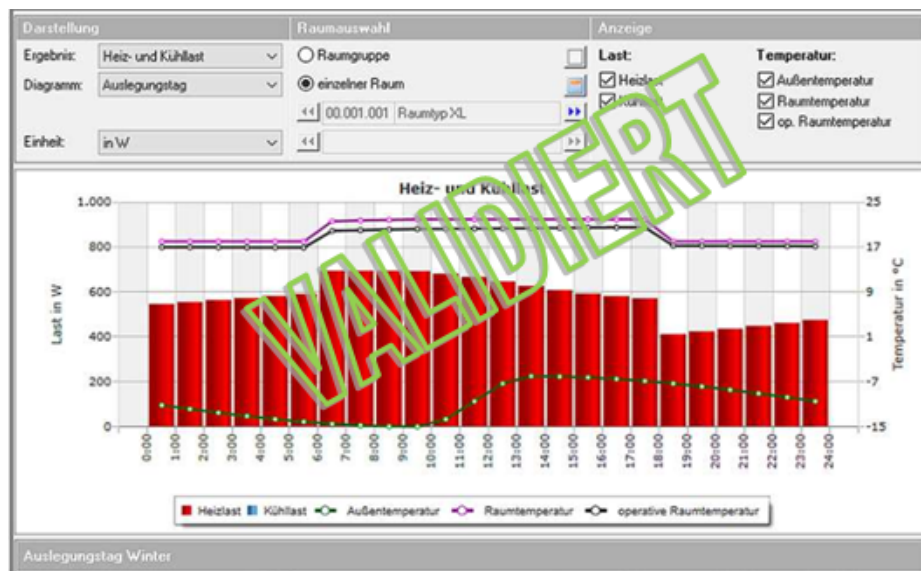 Darstellung Raumauswahl Anzeige
Ergebnis: Heiz- und Kühllast Raumgruppe Last: Temperatur:
Diagramm: Auslegungstag einzelner Raum Heizlast Außentemperatur
00.001.001 Raumtyp XL Kühllast Raumtemperatur
op. Raumtemperatur
Einheit: in W
Heiz- und Kühllast
VALIDIERT
1.000 25
800 17
600 9
400 1
200 -7
0 -15
Last in W
Temperatur in °C
0:00 1:00 2:00 3:00 4:00 5:00 6:00 7:00 8:00 9:00 10:00 11:00 12:00 13:00 14:00 15:00 16:00 17:00 18:00 19:00 20:00 21:00 22:00 23:00 24:00
Heizlast Kühllast Außentemperatur Raumtemperatur operative Raumtemperatur
Auslegungstag Winter